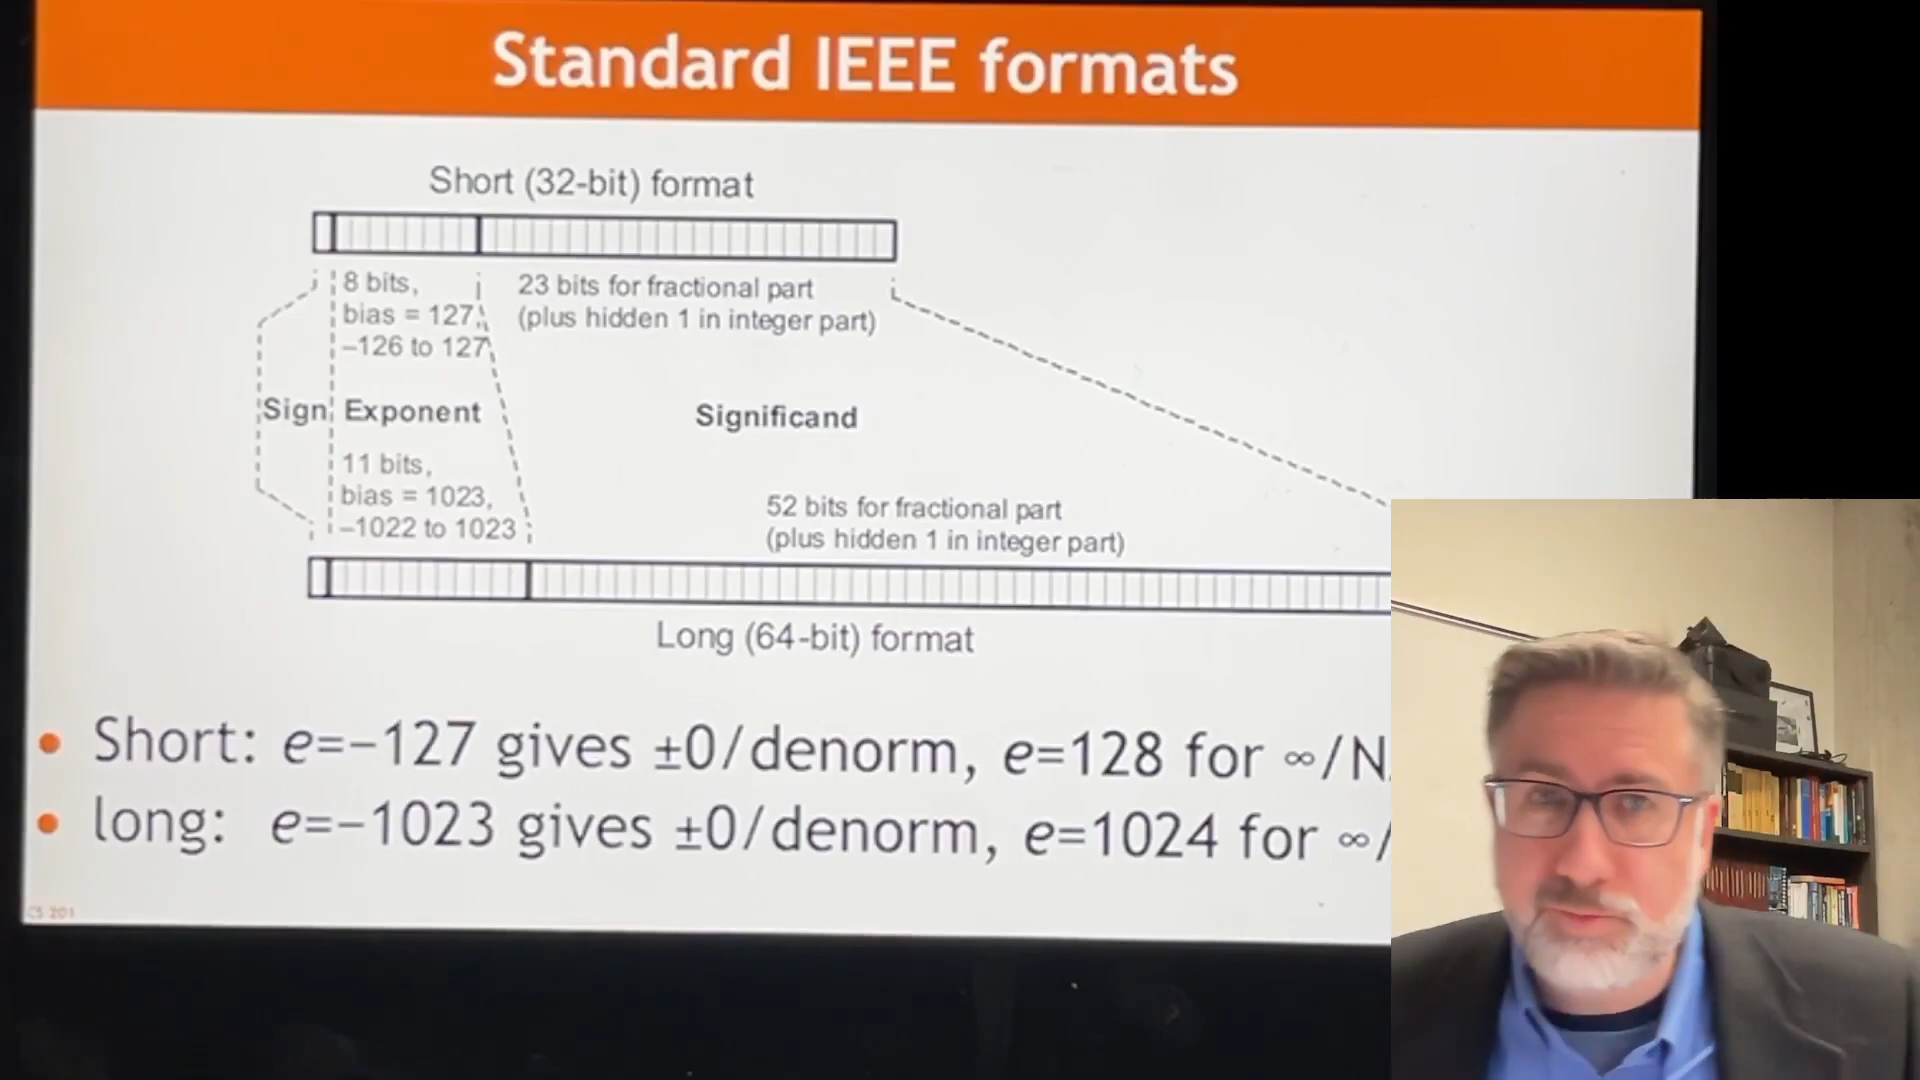 Standard IEEE formats
Short (32-bit) format
8 bits,
bias = 127,
–126 to 127
23 bits for fractional part
(plus hidden 1 in integer part)
Sign Exponent
Significand
11 bits,
bias = 1023,
–1022 to 1023
52 bits for fractional part
(plus hidden 1 in integer part)
Long (64-bit) format
• Short: e=−127 gives ±0/denorm, e=128 for ∞/N
• long: e=−1023 gives ±0/denorm, e=1024 for ∞/
CS 201